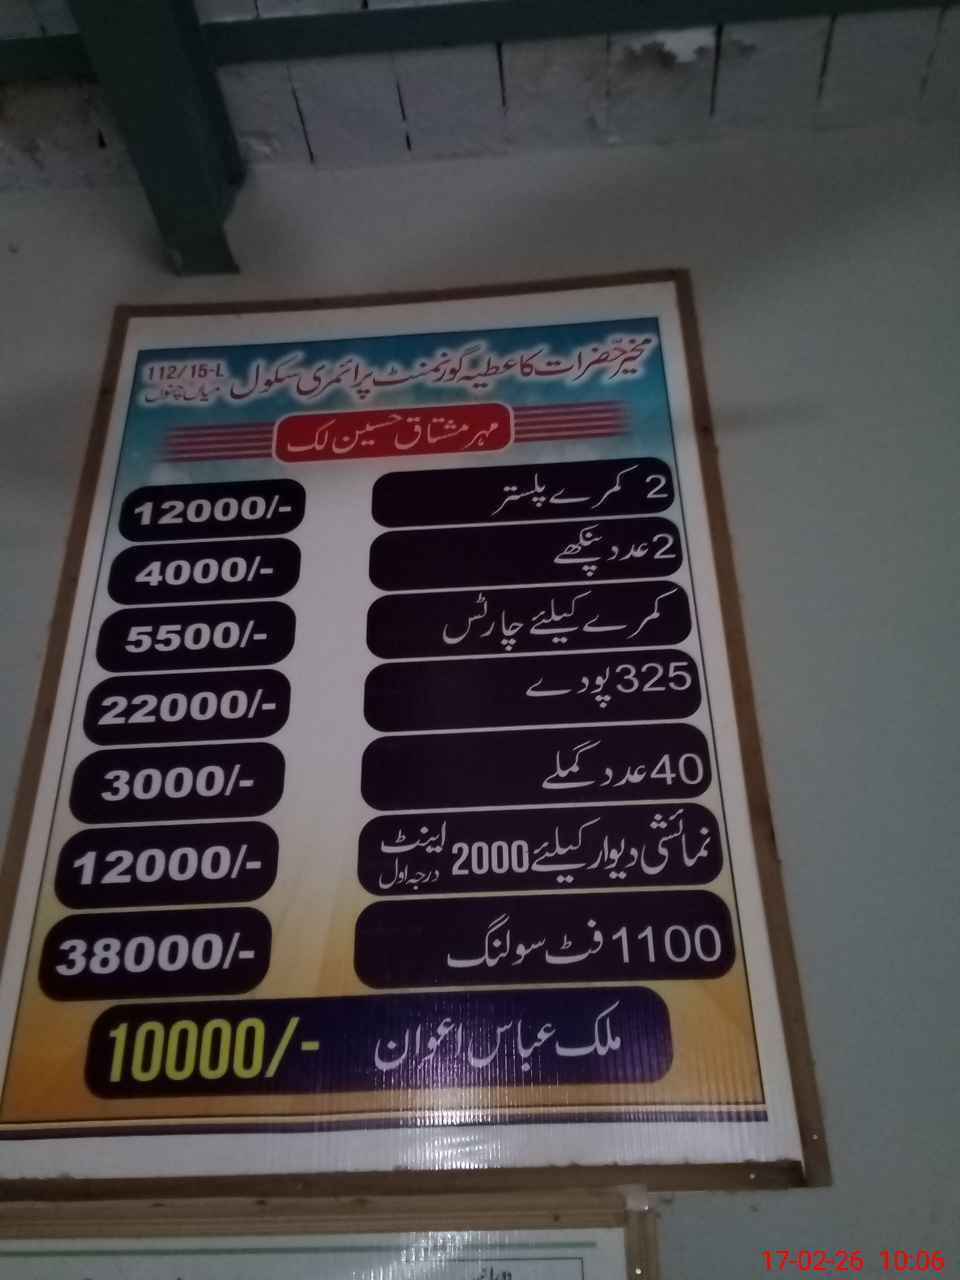 مخیر حضرات کا عطیہ گورنمنٹ پرائمری سکول 112/15-L میاں چنوں
مہر مشتاق حسین لک
2 کمرے پلستر 12000/-
2 عدد پنکھے 4000/-
کمرے کیلئے چارٹس 5500/-
325 پودے 22000/-
40 عدد گملے 3000/-
نمائشی دیوار کیلئے 2000 اینٹ درجہ اول 12000/-
1100 فٹ سولنگ 38000/-
ملک عباس اعوان 10000/-
17-02-26 10:06